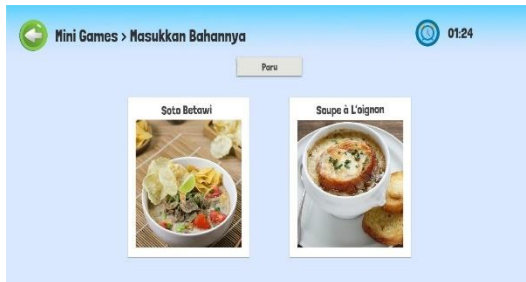 Mini Games > Masukkan Bahannya
01:24
Paru
Soto Betawi
Soupe à L'oignon